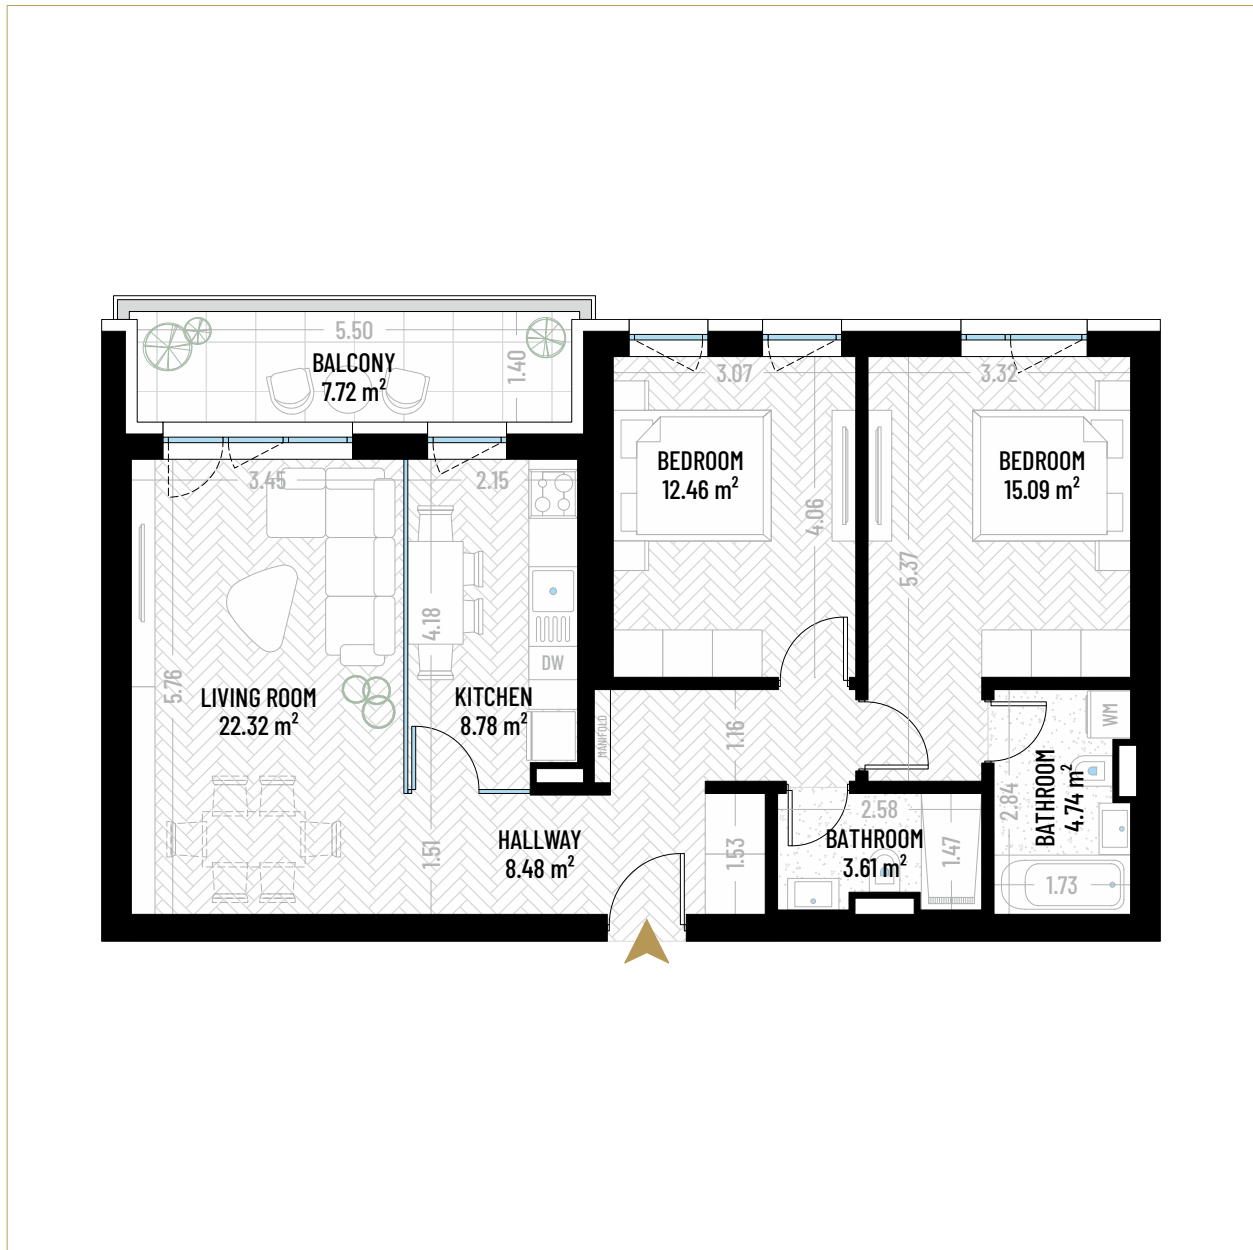 5.50
BALCONY
7.72 m²
1.40
3.07
3.32
3.45
2.15
BEDROOM
12.46 m²
BEDROOM
15.09 m²
4.06
5.37
4.18
DW
5.76
LIVING ROOM
22.32 m²
KITCHEN
8.78 m²
MANIFOLD
1.16
WM
BATHROOM
4.74 m²
2.84
2.58
HALLWAY
8.48 m²
1.51
1.53
BATHROOM
3.61 m²
1.47
1.73